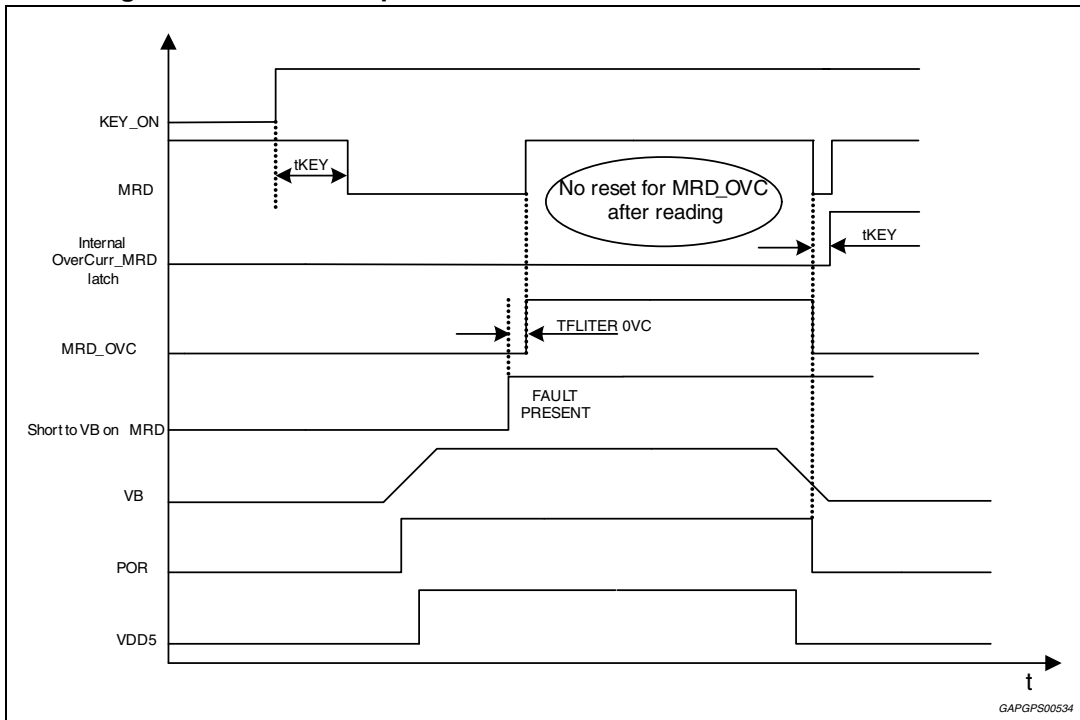 KEY_ON
tKEY
MRD
No reset for MRD_OVC
after reading
Internal
OverCurr_MRD
latch
tKEY
TFLITER 0VC
MRD_OVC
FAULT
PRESENT
Short to VB on MRD
VB
POR
VDD5
t
GAPGPS00534